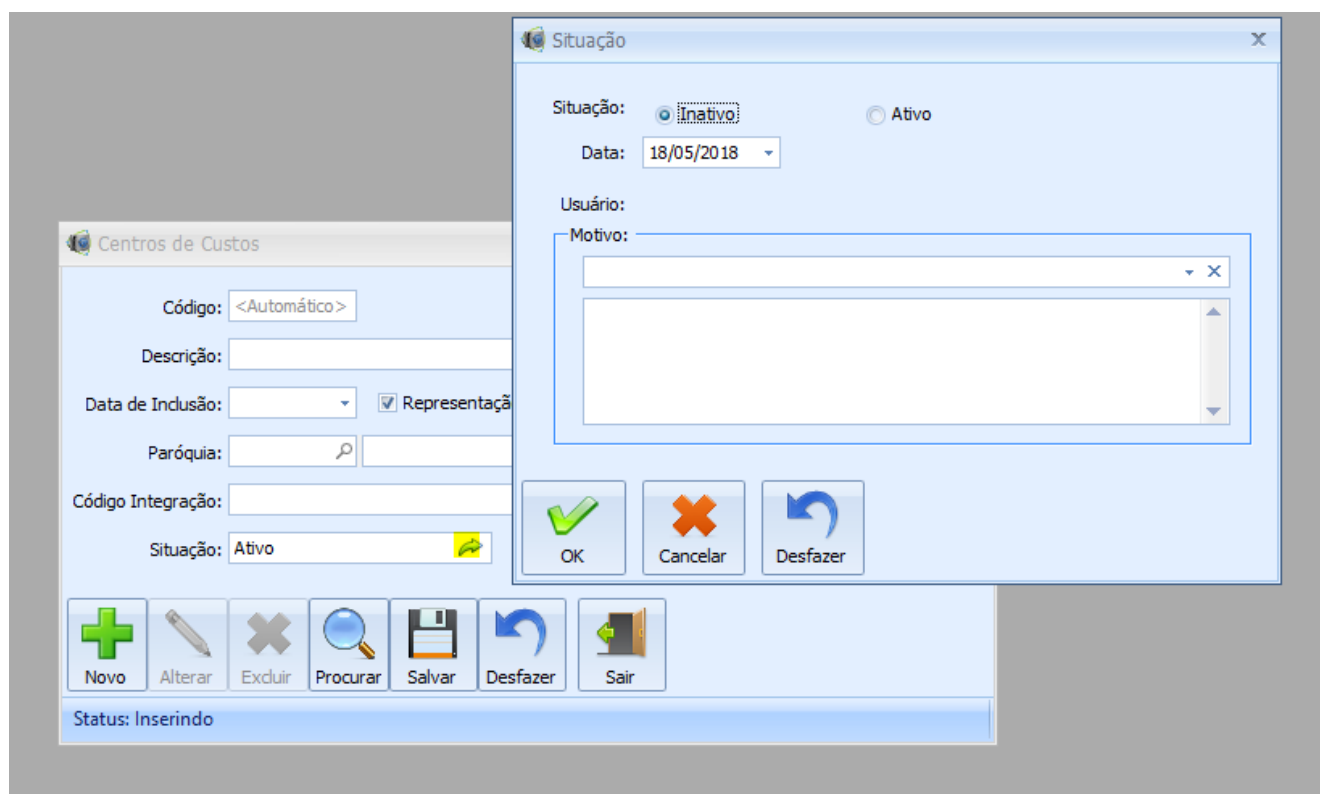 Situação
Situação: Inativo Ativo
Data: 18/05/2018
Usuário:
Motivo:
OK Cancelar Desfazer
Centros de Custos
Código: <Automático>
Descrição:
Data de Inclusão: Representaçã
Paróquia:
Código Integração:
Situação: Ativo
Novo Alterar Excluir Procurar Salvar Desfazer Sair
Status: Inserindo